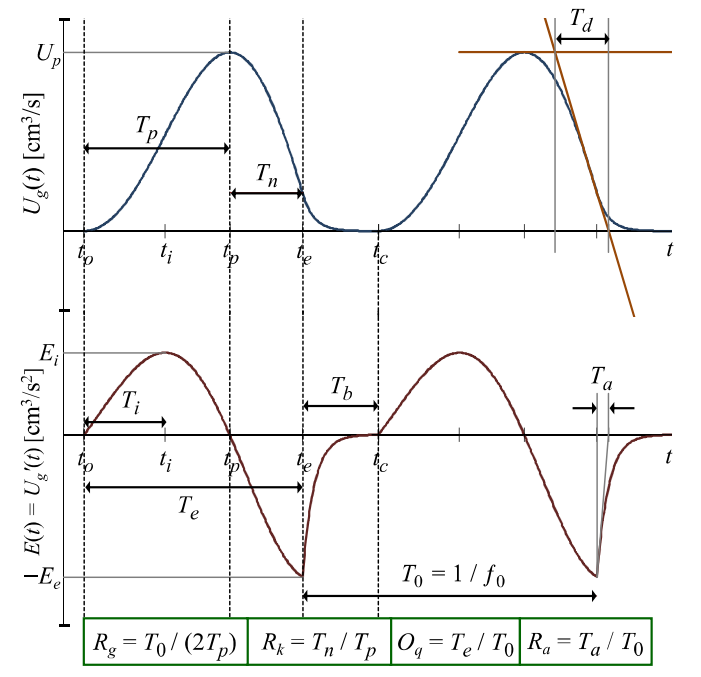 T_d
U_p
U_g(t) [cm³/s]
T_p
T_n
t_o t_i t_p t_e t_c t
E_i
E(t) = U_g′(t) [cm³/s²]
T_i
T_b
T_a
t_o t_i t_p t_e t_c t
T_e
−E_e
T_0 = 1 / f_0
R_g = T_0 / (2T_p) R_k = T_n / T_p O_q = T_e / T_0 R_a = T_a / T_0